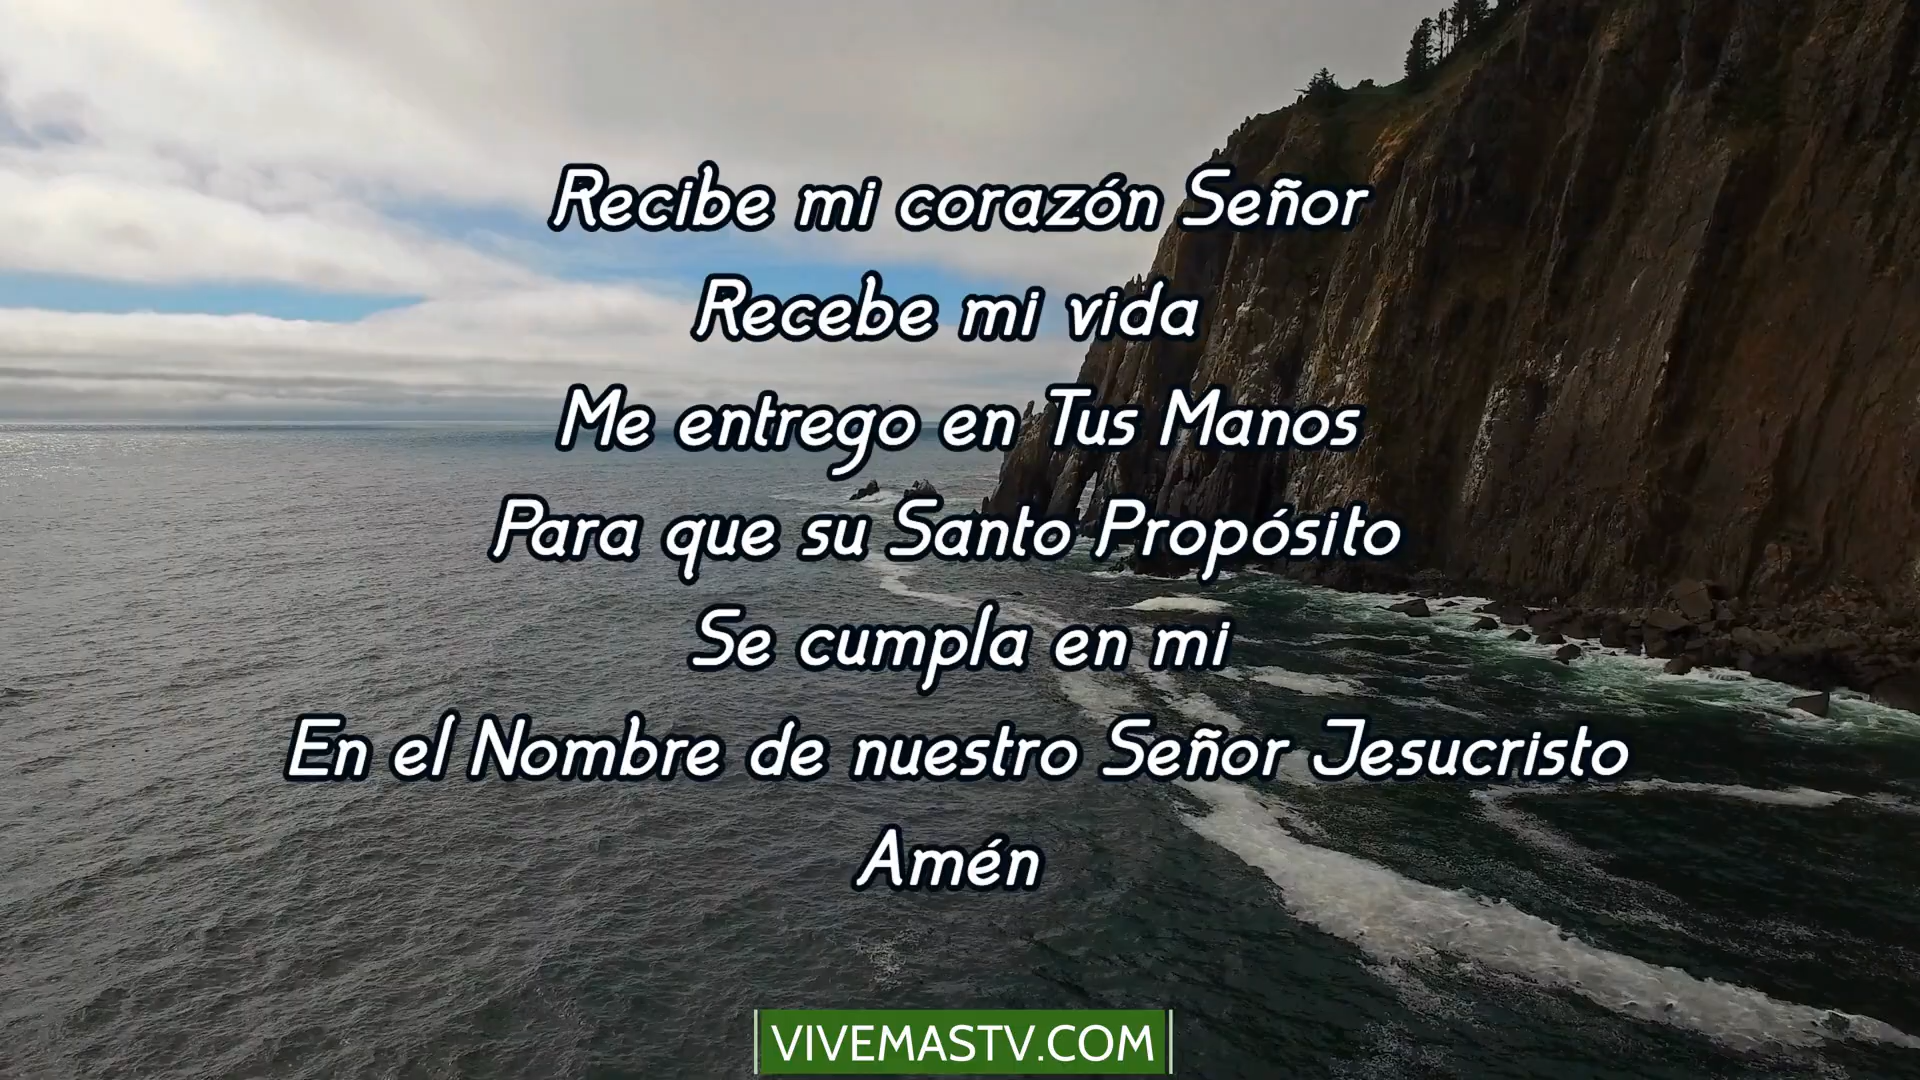 Recibe mi corazón Señor
Recebe mi vida
Me entrego en Tus Manos
Para que su Santo Propósito
Se cumpla en mi
En el Nombre de nuestro Señor Jesucristo
Amén
VIVEMASTV.COM